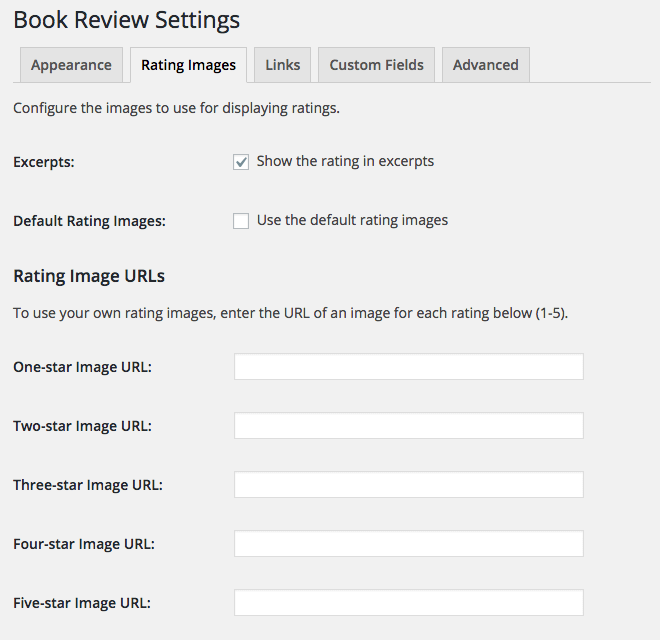 Book Review Settings
Appearance Rating Images Links Custom Fields Advanced
Configure the images to use for displaying ratings.
Excerpts: Show the rating in excerpts
Default Rating Images: Use the default rating images
Rating Image URLs
To use your own rating images, enter the URL of an image for each rating below (1-5).
One-star Image URL:
Two-star Image URL:
Three-star Image URL:
Four-star Image URL:
Five-star Image URL: